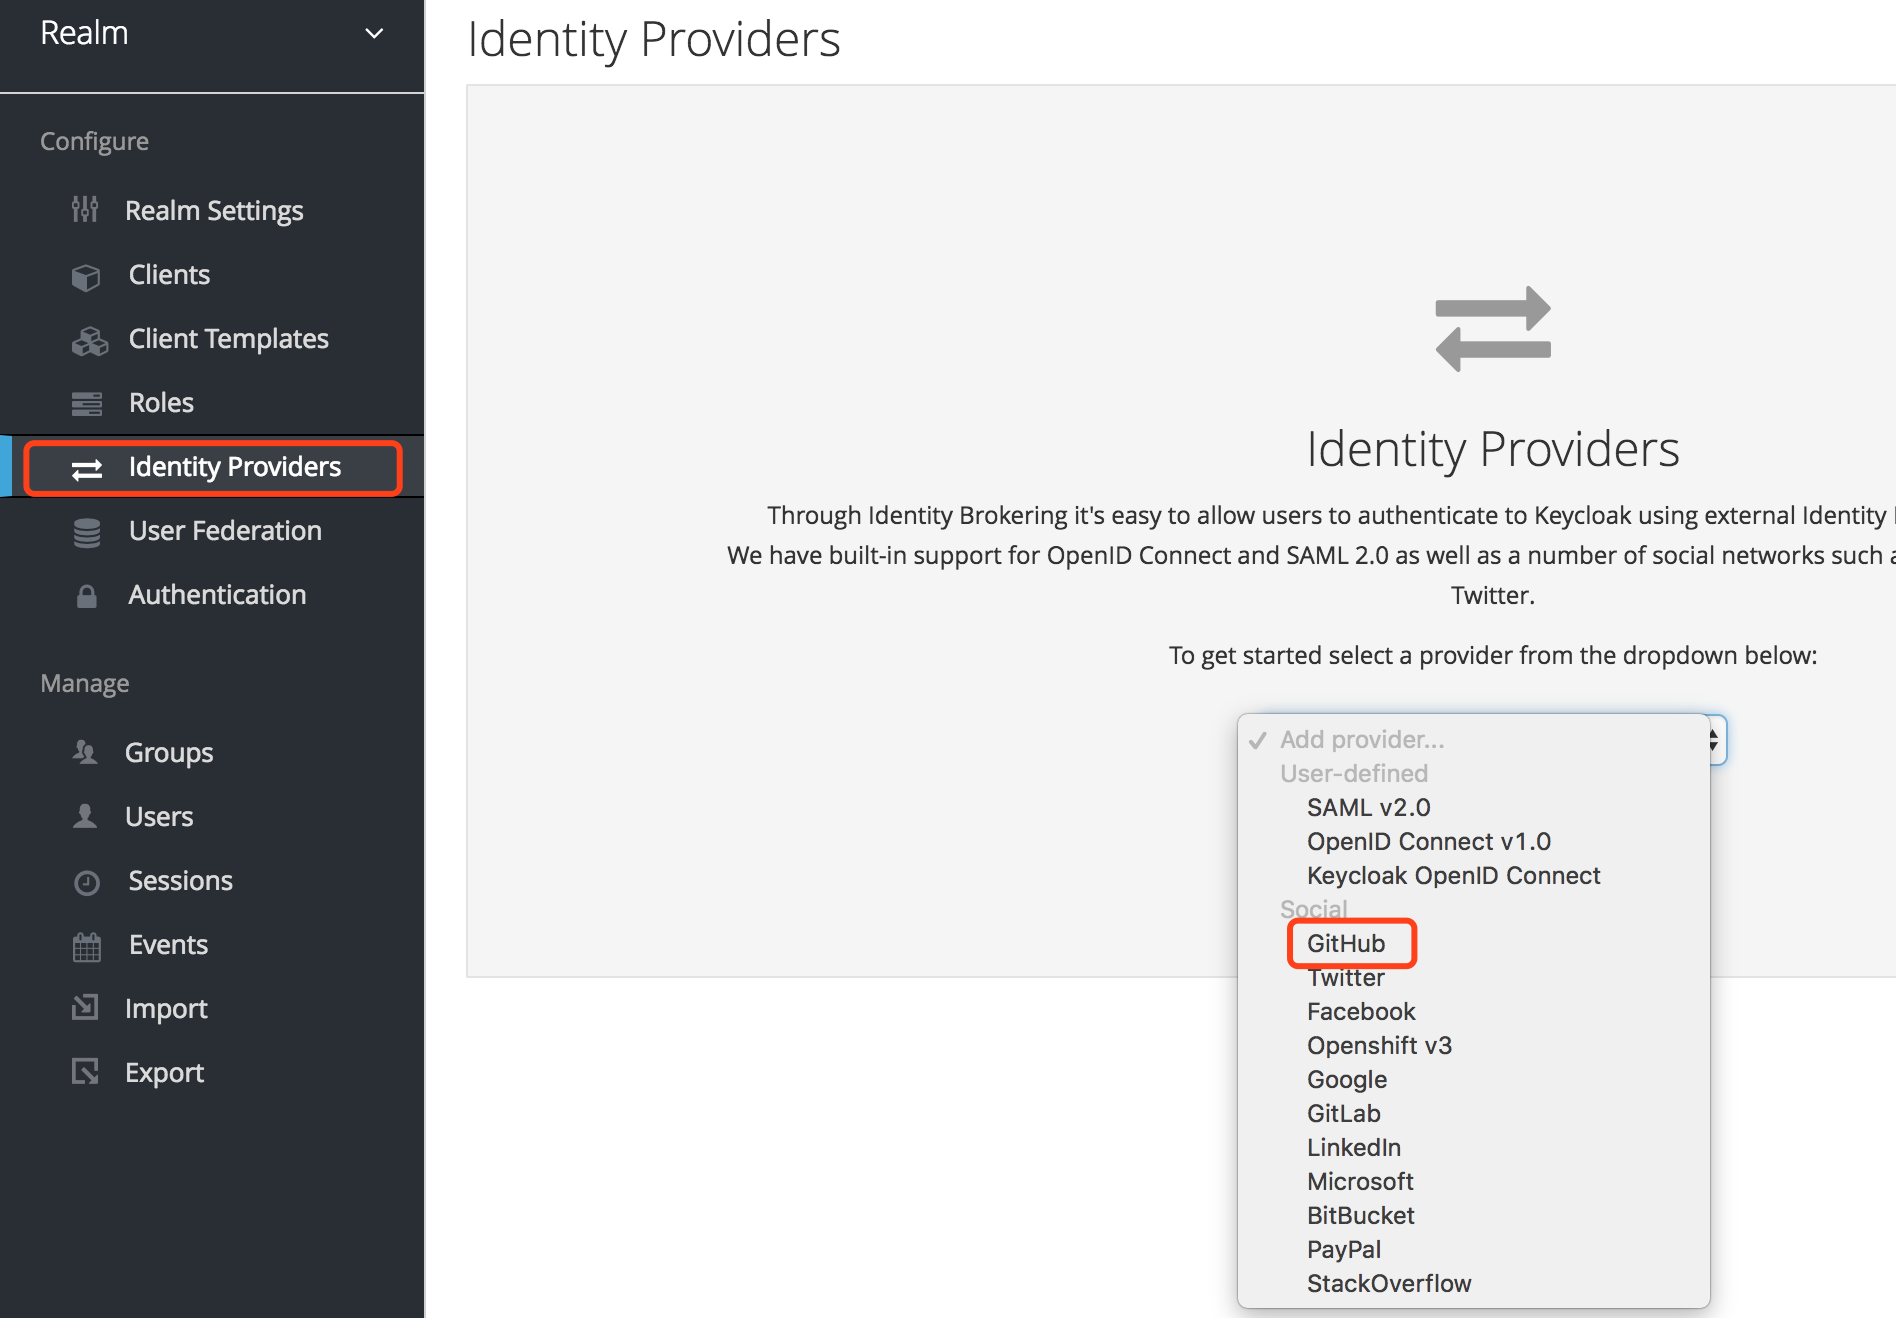 Realm
Configure
Realm Settings
Clients
Client Templates
Roles
Identity Providers
User Federation
Authentication
Manage
Groups
Users
Sessions
Events
Import
Export
Identity Providers
Identity Providers
Through Identity Brokering it's easy to allow users to authenticate to Keycloak using external Identity
We have built-in support for OpenID Connect and SAML 2.0 as well as a number of social networks such
Twitter.
To get started select a provider from the dropdown below:
Add provider...
User-defined
SAML v2.0
OpenID Connect v1.0
Keycloak OpenID Connect
Social
GitHub
Twitter
Facebook
Openshift v3
Google
GitLab
LinkedIn
Microsoft
BitBucket
PayPal
StackOverflow